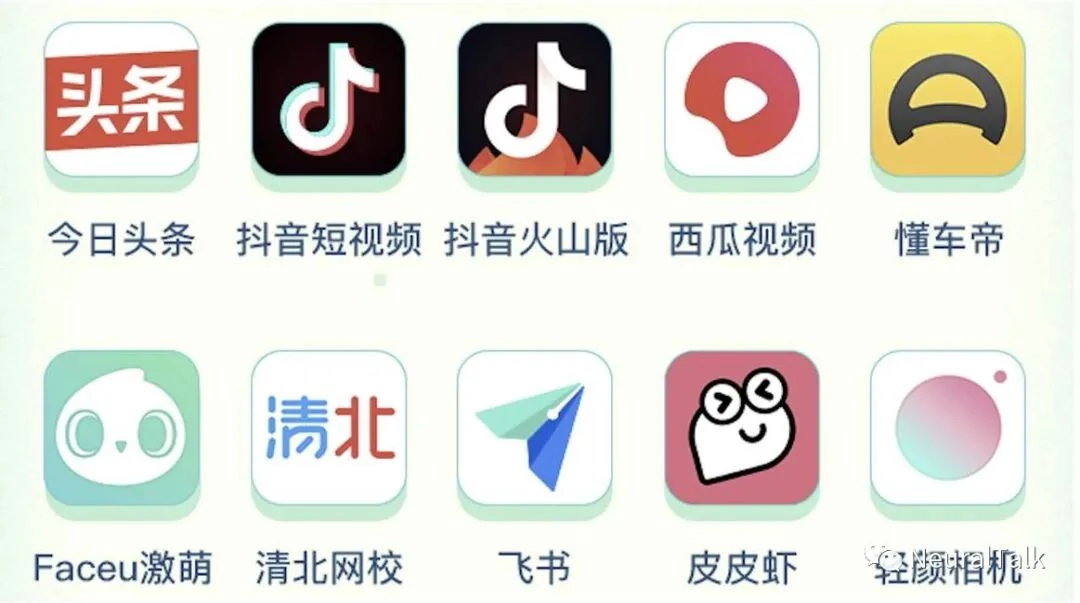 头条
今日头条 抖音短视频 抖音火山版 西瓜视频 懂车帝
清北
Faceu激萌 清北网校 飞书 皮皮虾 轻颜相机
NeuralTalk